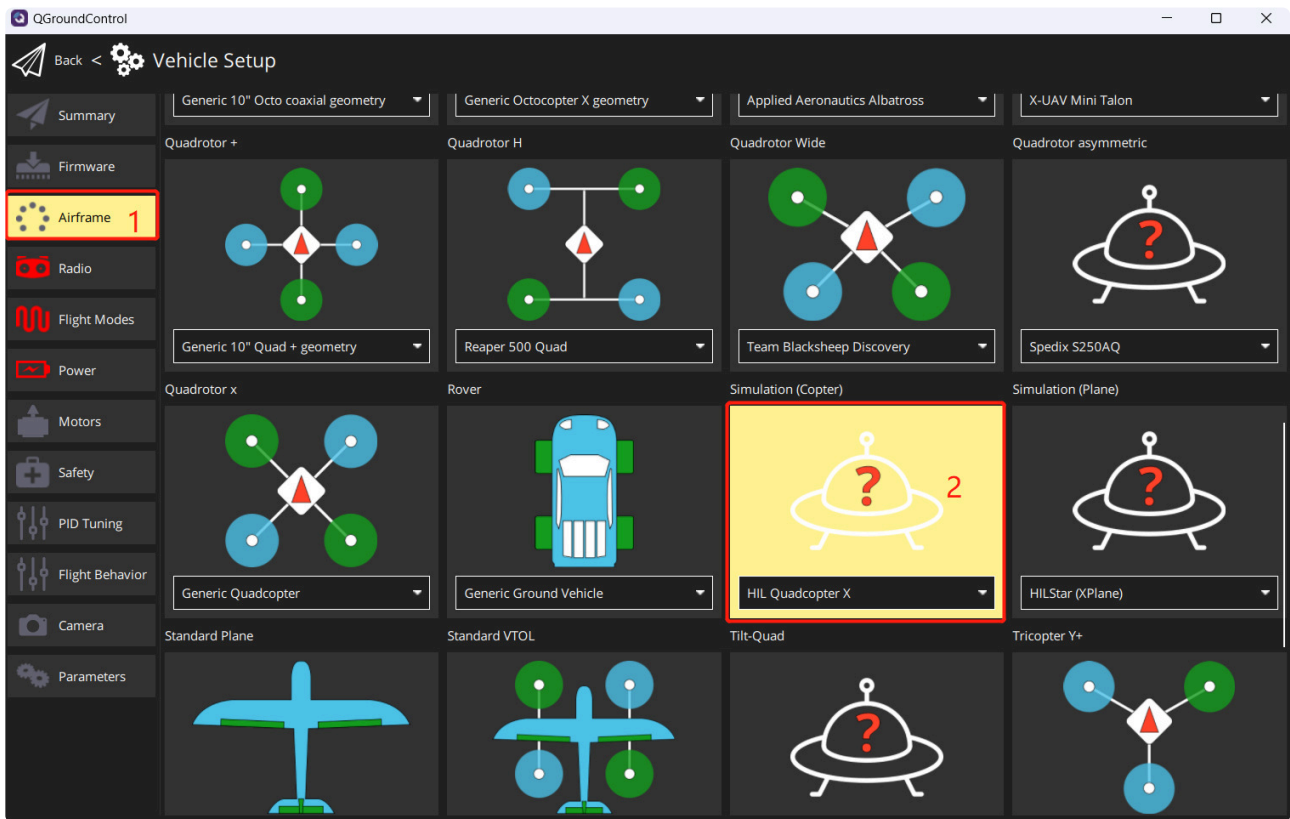 QGroundControl
Back < Vehicle Setup
Summary
Firmware
Airframe 1
Radio
Flight Modes
Power
Motors
Safety
PID Tuning
Flight Behavior
Camera
Parameters
Generic 10" Octo coaxial geometry
Generic Octocopter X geometry
Applied Aeronautics Albatross
X-UAV Mini Talon
Quadrotor +
Quadrotor H
Quadrotor Wide
Quadrotor asymmetric
?
Generic 10" Quad + geometry
Reaper 500 Quad
Team Blacksheep Discovery
Spedix S250AQ
Quadrotor x
Rover
Simulation (Copter)
Simulation (Plane)
? 2
?
Generic Quadcopter
Generic Ground Vehicle
HIL Quadcopter X
HILStar (XPlane)
Standard Plane
Standard VTOL
Tilt-Quad
Tricopter Y+
?